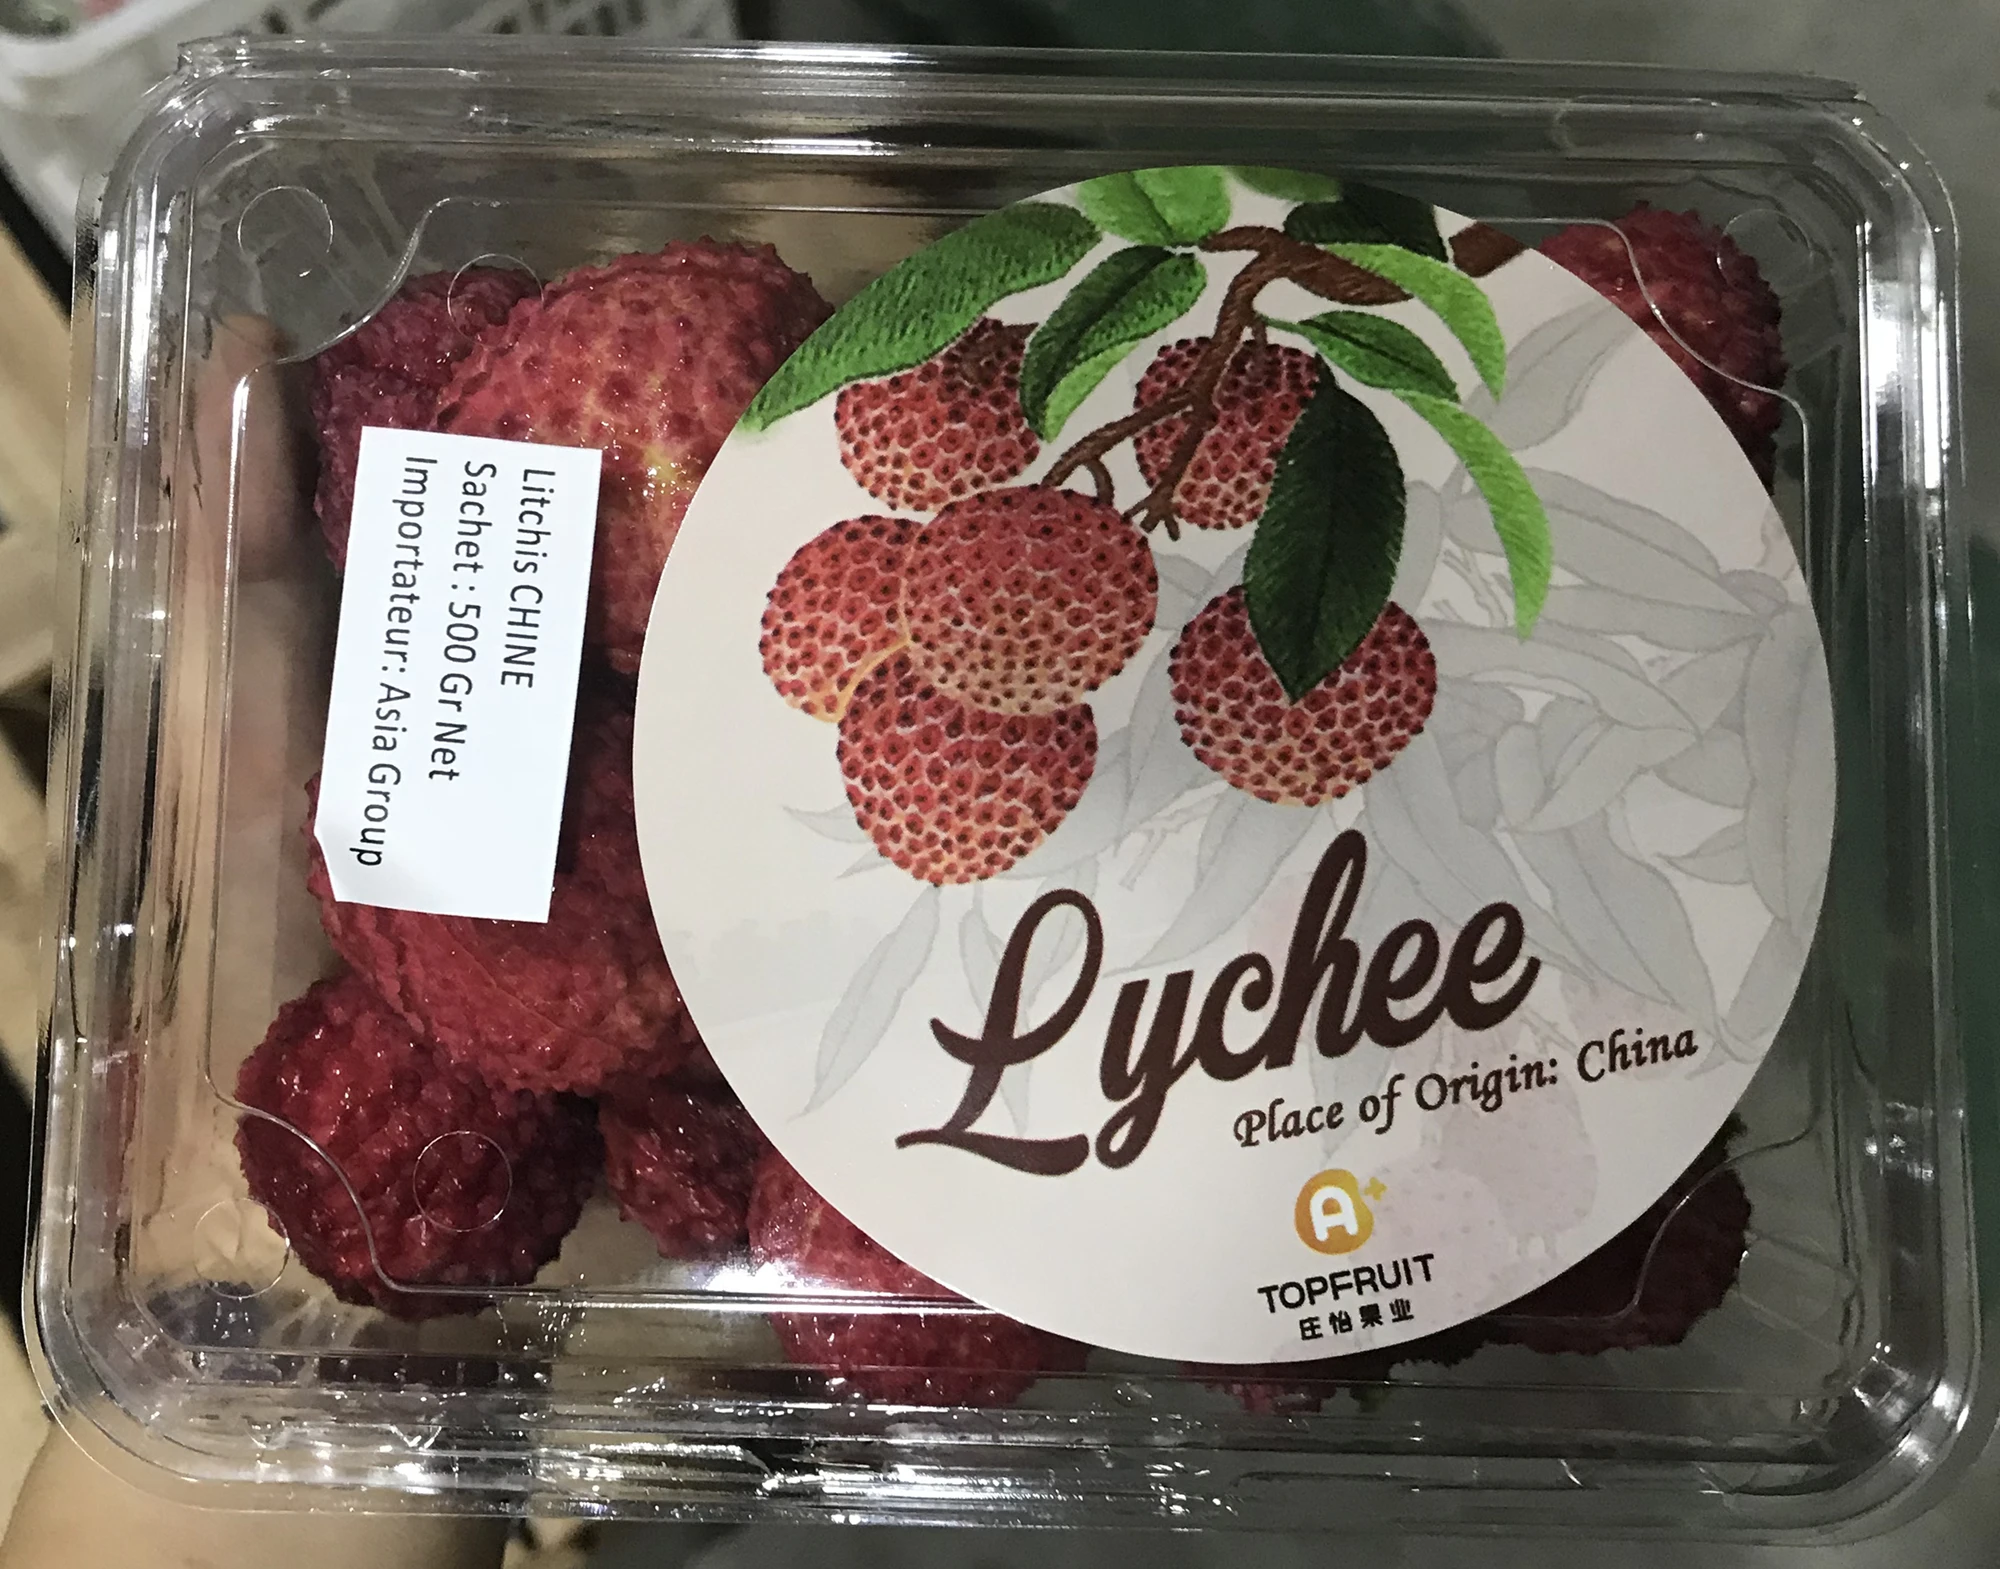 Litchis CHINE
Sachet : 500 Gr Net
Importateur: Asia Group
Lychee
Place of Origin: China
A+
TOPFRUIT
庄怡果业